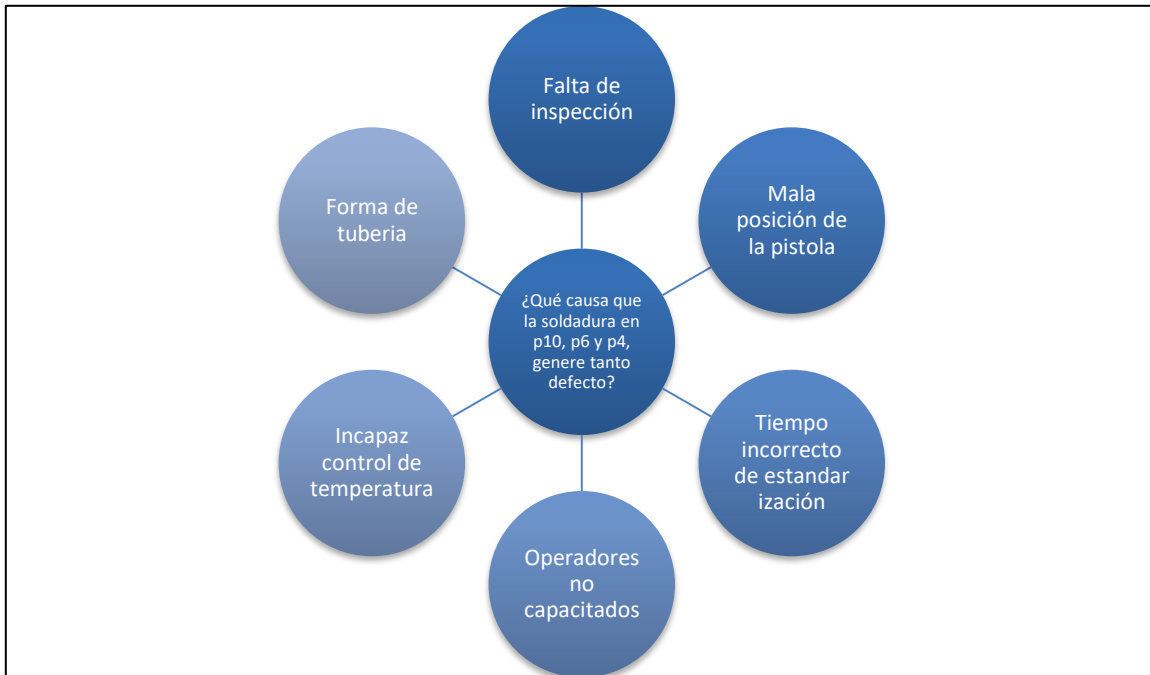 Falta de
inspección
Mala
posición de
la pistola
Tiempo
incorrecto
de estandar
ización
Operadores
no
capacitados
Incapaz
control de
temperatura
Forma de
tuberia
¿Qué causa que
la soldadura en
p10, p6 y p4,
genere tanto
defecto?